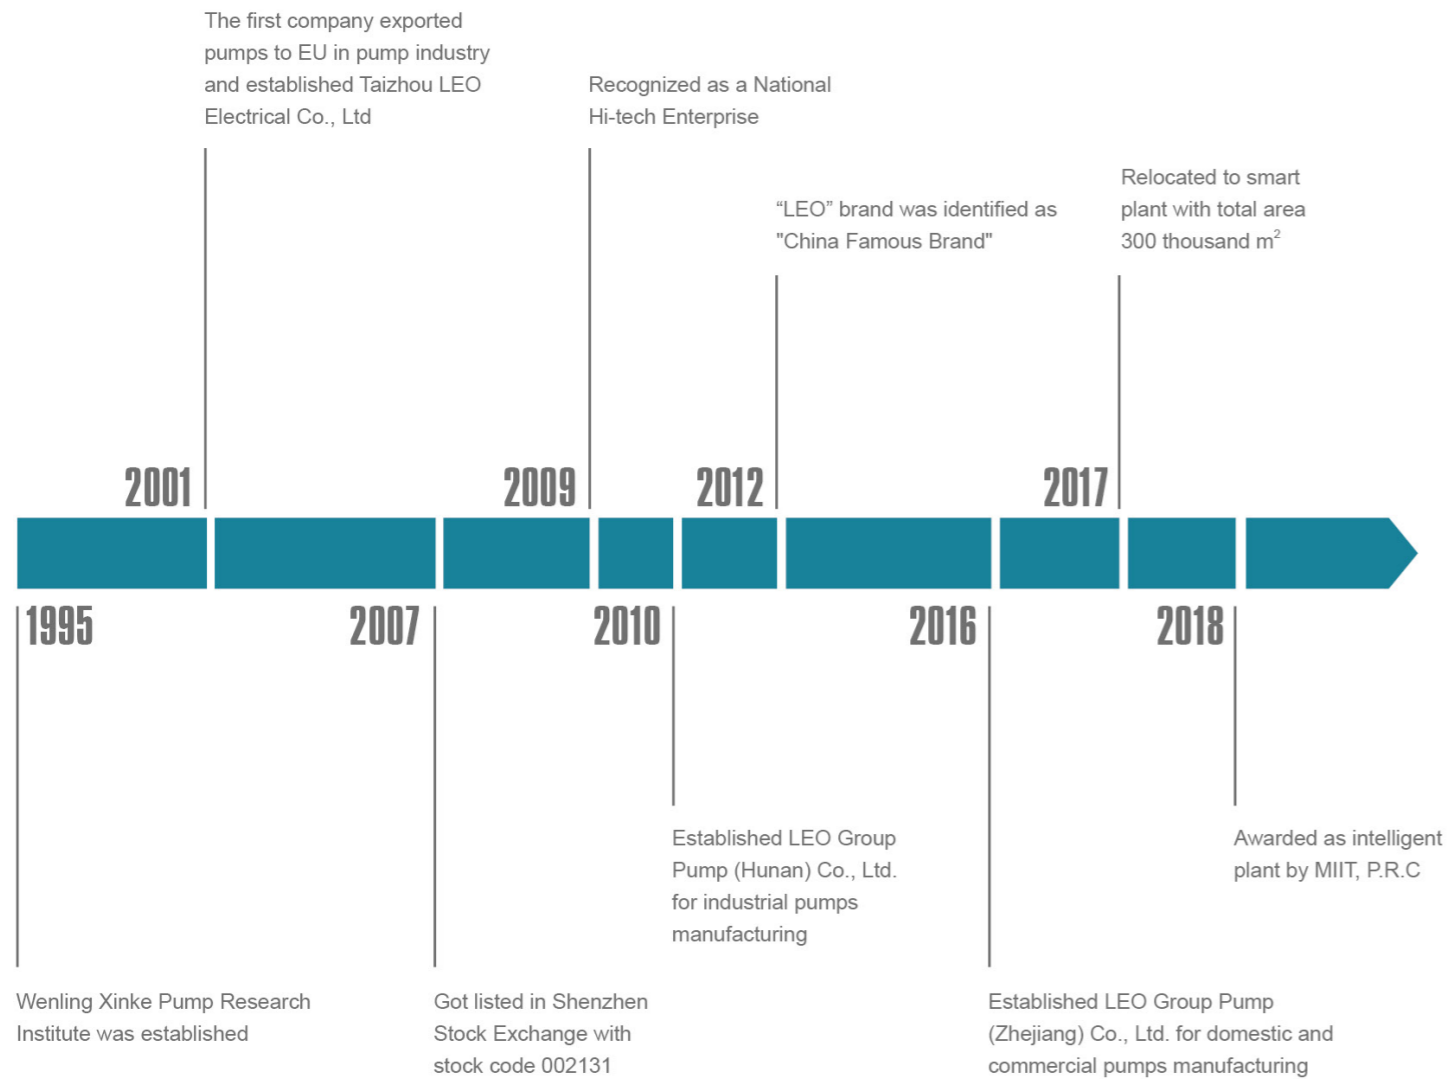 The first company exported
pumps to EU in pump industry
and established Taizhou LEO
Electrical Co., Ltd
Recognized as a National
Hi-tech Enterprise
“LEO” brand was identified as
"China Famous Brand"
Relocated to smart
plant with total area
300 thousand m²
2001
2009
2012
2017
1995
2007
2010
2016
2018
Established LEO Group
Pump (Hunan) Co., Ltd.
for industrial pumps
manufacturing
Awarded as intelligent
plant by MIIT, P.R.C
Wenling Xinke Pump Research
Institute was established
Got listed in Shenzhen
Stock Exchange with
stock code 002131
Established LEO Group Pump
(Zhejiang) Co., Ltd. for domestic and
commercial pumps manufacturing